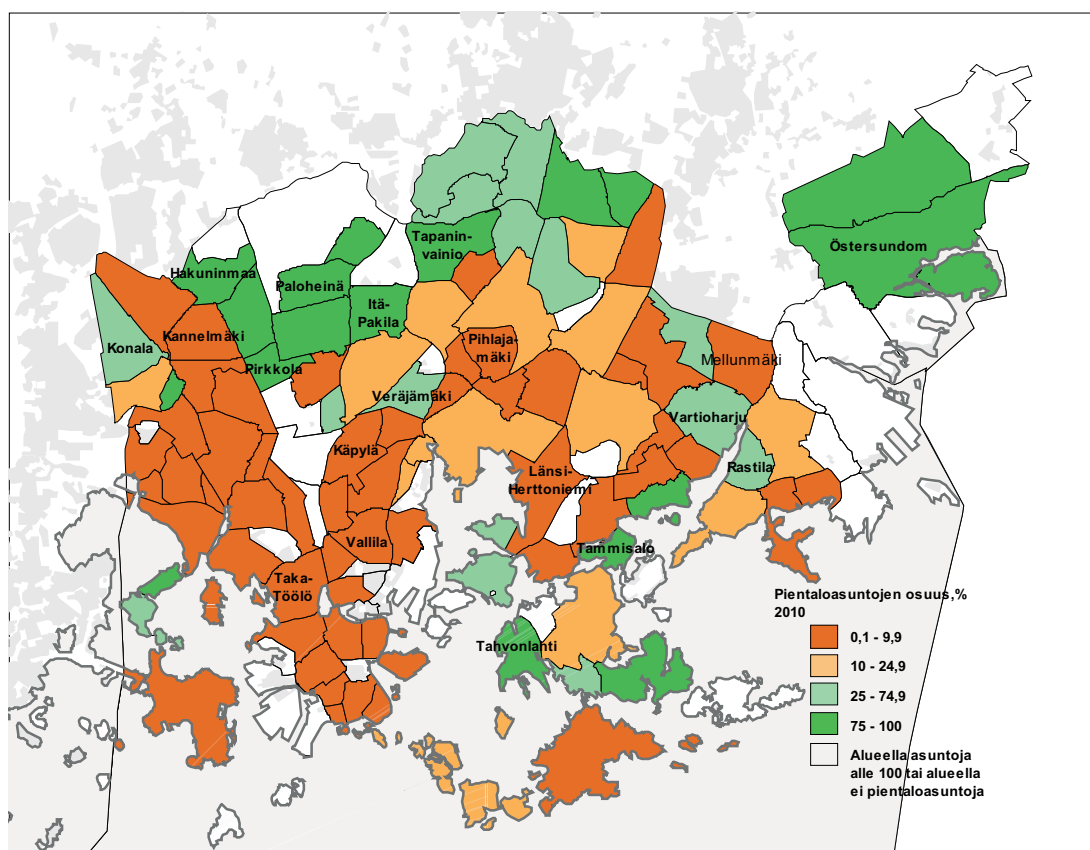 Tapanin-
vainio
Östersundom
Hakuninmaa
Paloheinä
Itä-
Pakila
Kannelmäki
Konala
Pihlaja-
mäki
Mellunmäki
Pirkkola
Veräjämäki
Vartioharju
Käpylä
Rastila
Länsi-
Herttoniemi
Vallila
Tammisalo
Taka-
Töölö
Tahvonlahti
Pientaloasuntojen osuus,%
2010
0,1 - 9,9
10 - 24,9
25 - 74,9
75 - 100
Alueella asuntoja
alle 100 tai alueella
ei pientaloasuntoja